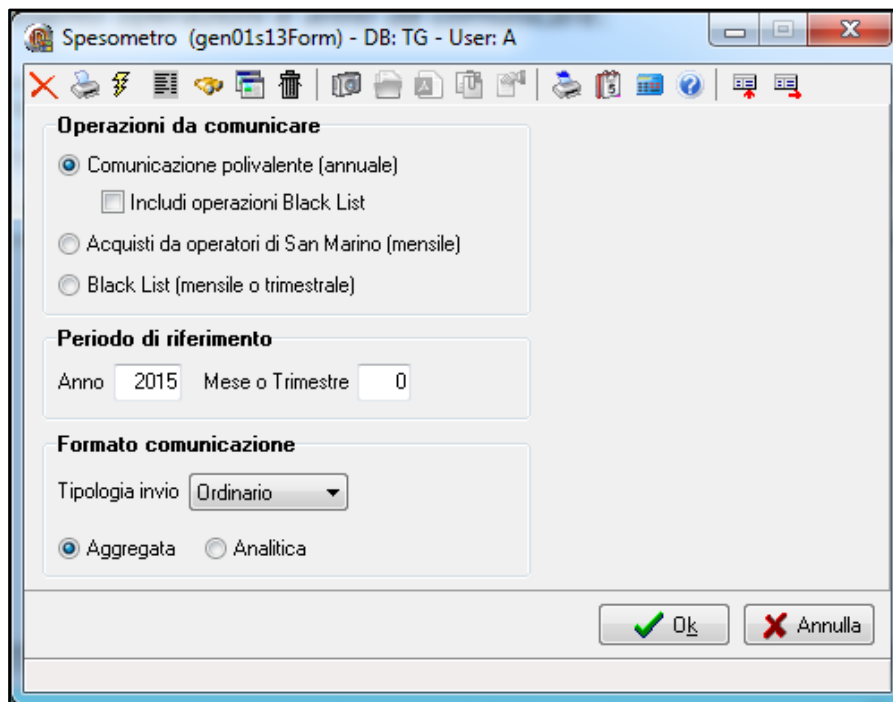 Spesometro (gen01s13Form) - DB: TG - User: A
Operazioni da comunicare
Comunicazione polivalente (annuale)
Includi operazioni Black List
Acquisti da operatori di San Marino (mensile)
Black List (mensile o trimestrale)
Periodo di riferimento
Anno 2015 Mese o Trimestre 0
Formato comunicazione
Tipologia invio Ordinario
Aggregata Analitica
Ok Annulla